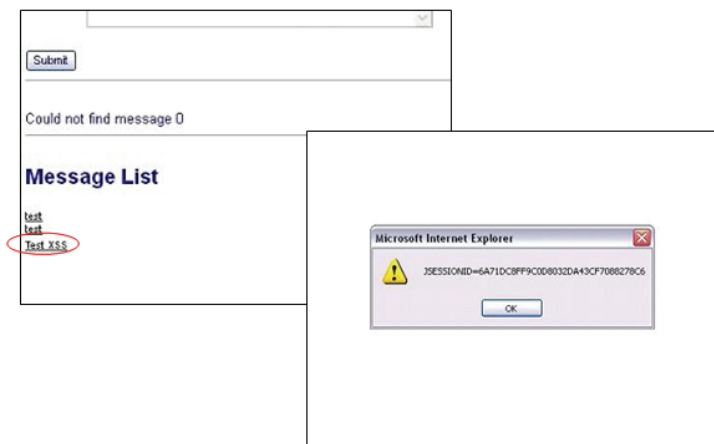 Submit
Could not find message 0
Message List
test
test
Test XSS
Microsoft Internet Explorer
JSESSIONID=6A71DC8FF9C0D8032DA43CF7088278C6
OK